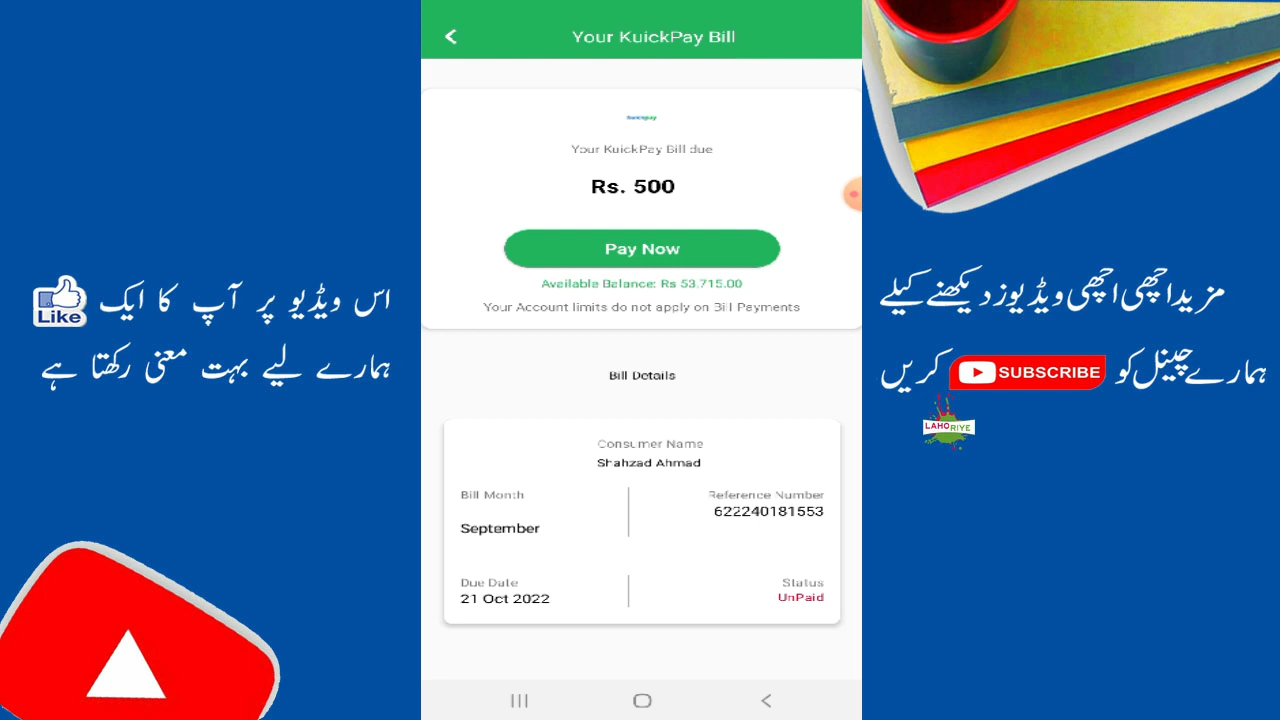 اس ویڈیو پر آپ کا ایک Like
ہمارے لیے بہت معنی رکھتا ہے
Your KuickPay Bill
kuickpay
Your KuickPay Bill due
Rs. 500
Pay Now
Available Balance: Rs 53,715.00
Your Account limits do not apply on Bill Payments
Bill Details
Consumer Name
Shahzad Ahmad
Bill Month
September
Reference Number
622240181553
Due Date
21 Oct 2022
Status
UnPaid
مزید اچھی اچھی ویڈیوز دیکھنے کیلے
ہمارے چینل کو SUBSCRIBE کریں
LAHORIYE